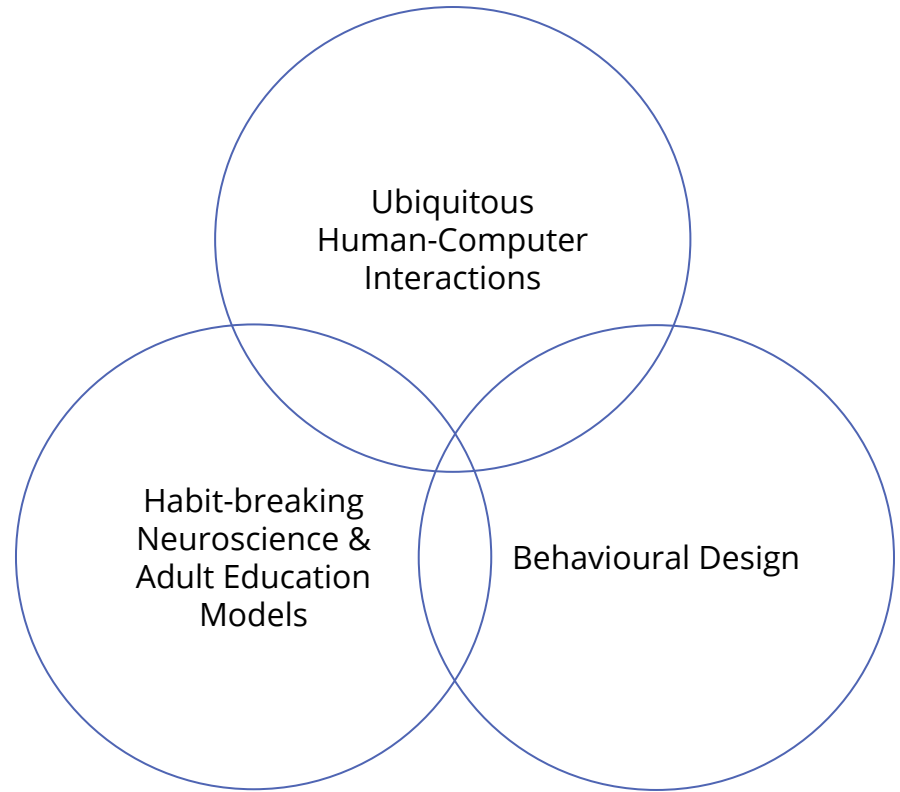 Ubiquitous
Human-Computer
Interactions
Habit-breaking
Neuroscience &
Adult Education
Models
Behavioural Design